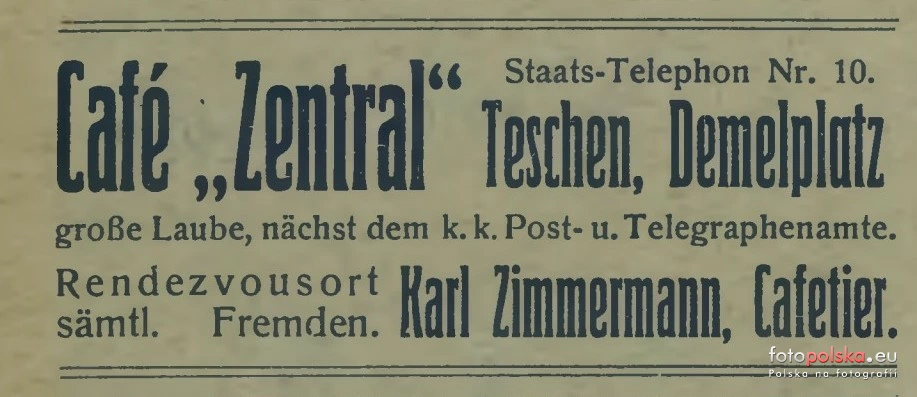 Café „Zentral“
Staats-Telephon Nr. 10.
Teschen, Demelplatz
große Laube, nächst dem k. k. Post- u. Telegraphenamte.
Rendezvousort
sämtl. Fremden.
Karl Zimmermann, Cafetier.
fotopolska.eu
Polska na fotografii